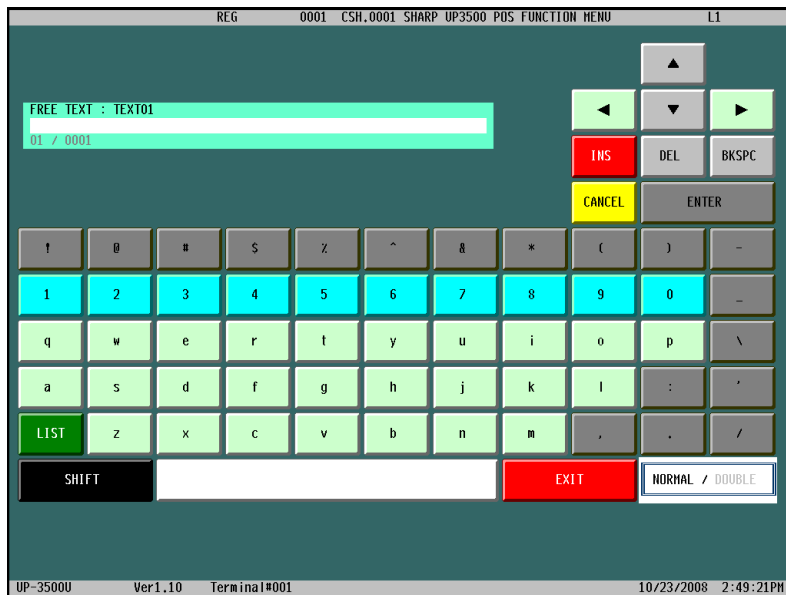 REG 0001 CSH.0001 SHARP UP3500 POS FUNCTION MENU L1
▲
FREE TEXT : TEXT01
◀ ▼ ▶
01 / 0001
INS DEL BKSPC
CANCEL ENTER
! @ # $ % ^ & * ( ) -
1 2 3 4 5 6 7 8 9 0 _
q w e r t y u i o p \
a s d f g h j k l : '
LIST z x c v b n m , . /
SHIFT EXIT NORMAL / DOUBLE
UP-3500U Ver1.10 Terminal#001 10/23/2008 2:49:21PM